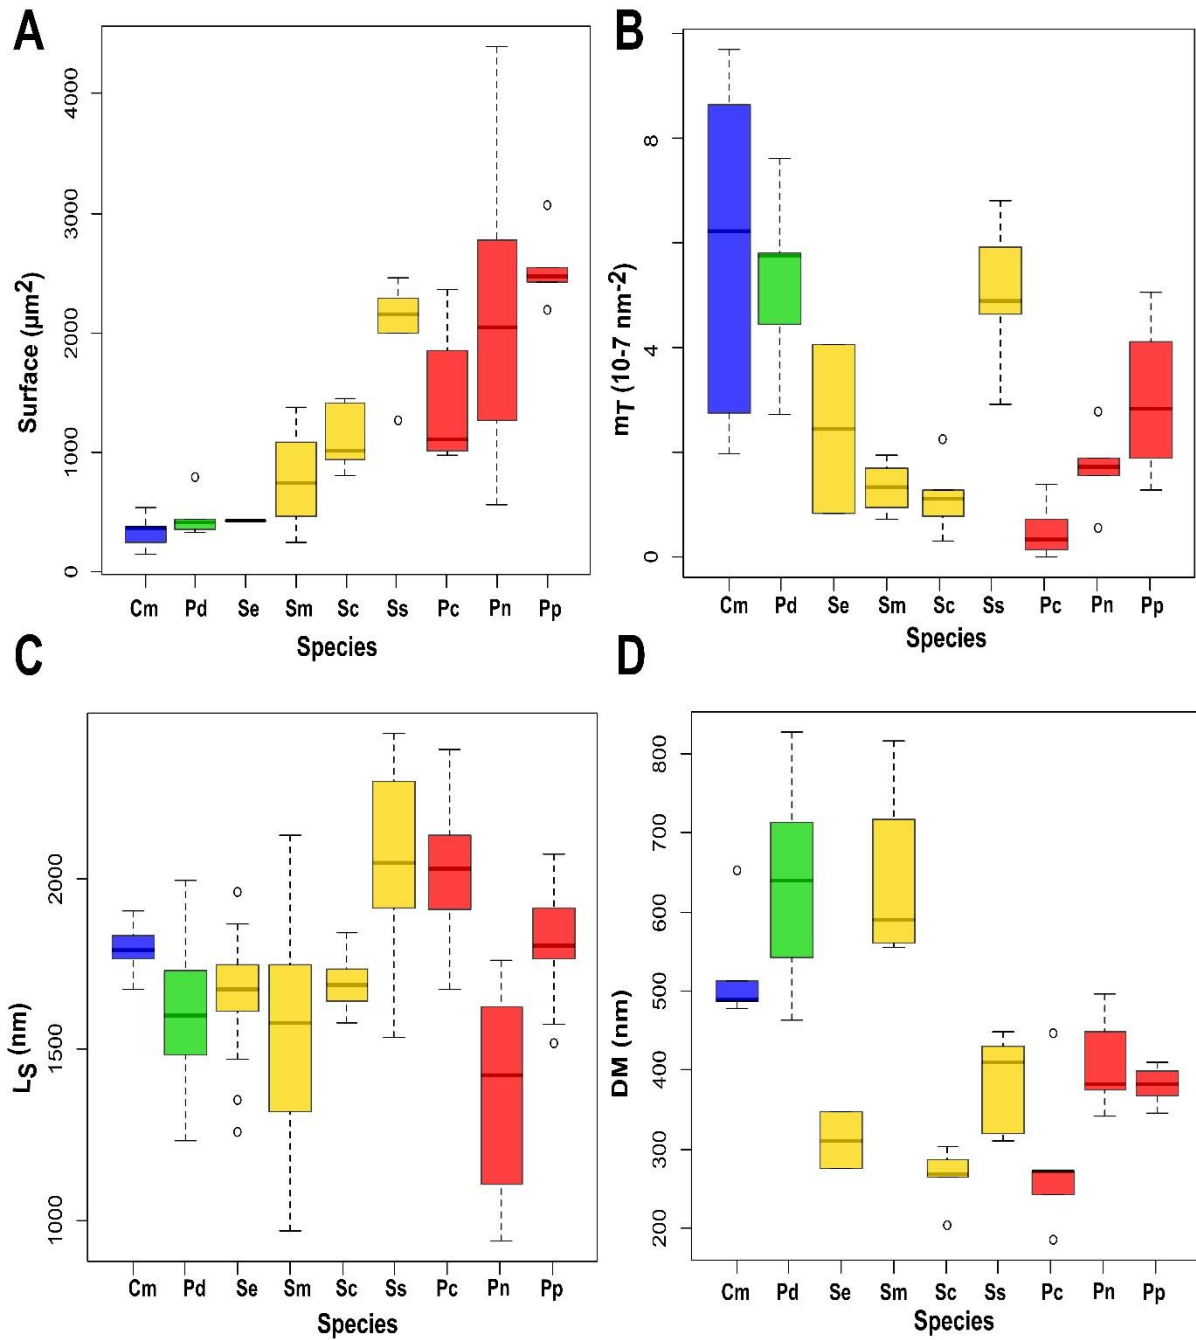 A
Surface (μm²)
4000
3000
2000
1000
0
Cm Pd Se Sm Sc Ss Pc Pn Pp
Species
B
mT (10-7 nm-2)
8
4
0
Cm Pd Se Sm Sc Ss Pc Pn Pp
Species
C
LS (nm)
2000
1500
1000
Cm Pd Se Sm Sc Ss Pc Pn Pp
Species
D
DM (nm)
800
700
600
500
400
300
200
Cm Pd Se Sm Sc Ss Pc Pn Pp
Species